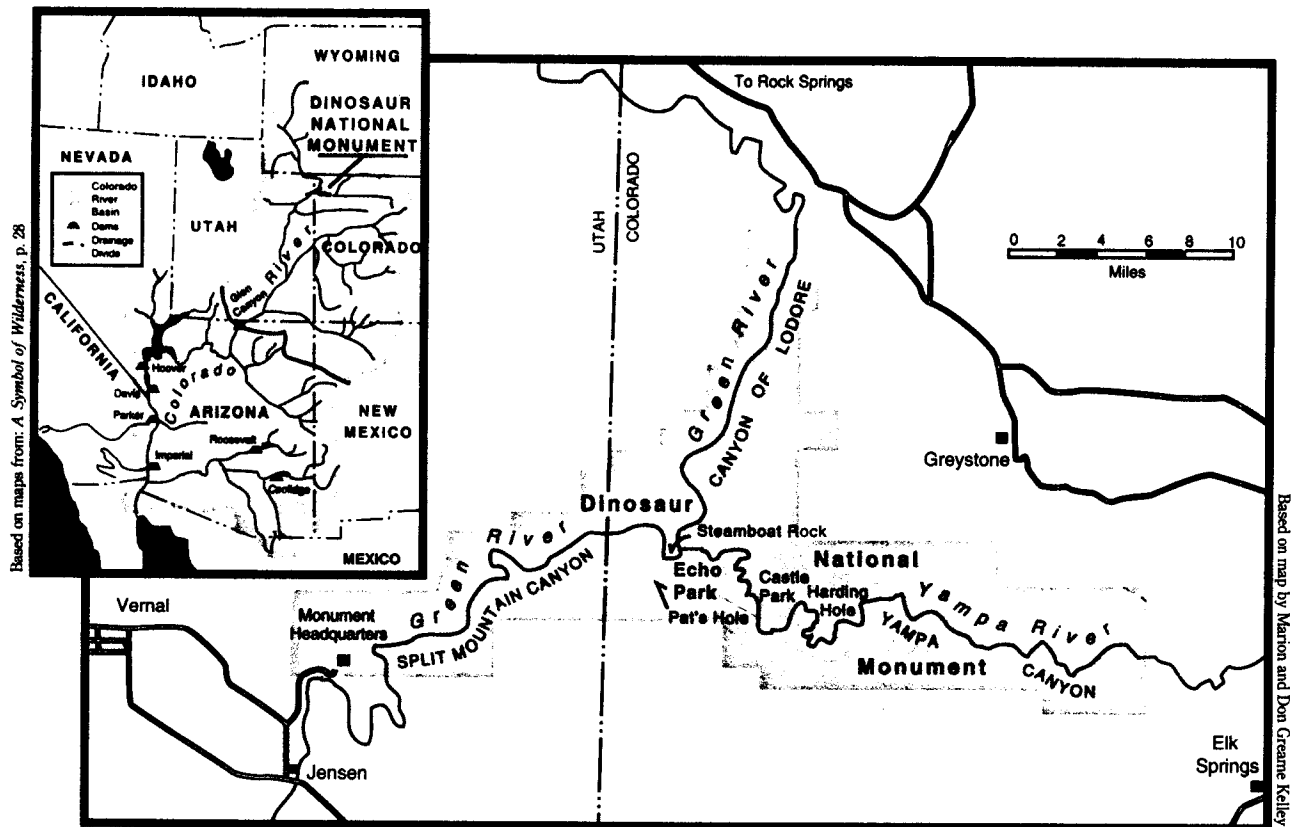 Based on maps from: A Symbol of Wilderness, p. 28
WYOMING
IDAHO
DINOSAUR
NATIONAL
MONUMENT
NEVADA
Colorado
River
Basin
Dams
Drainage
Divide
UTAH
COLORADO
River
Glen
Canyon
CALIFORNIA
Hoover
Davis
Parker
Colorado
ARIZONA
NEW
MEXICO
Roosevelt
Imperial
Coolidge
MEXICO
To Rock Springs
UTAH
COLORADO
0 2 4 6 8 10
Miles
Green River
CANYON OF LODORE
Greystone
Dinosaur
Steamboat Rock
National
Echo
Park
Castle
Park
Harding
Hole
Pat's Hole
Yampa River
YAMPA
CANYON
Monument
Green River
SPLIT MOUNTAIN CANYON
Monument
Headquarters
Vernal
Jensen
Elk
Springs
Based on map by Marion and Don Greame Kelley